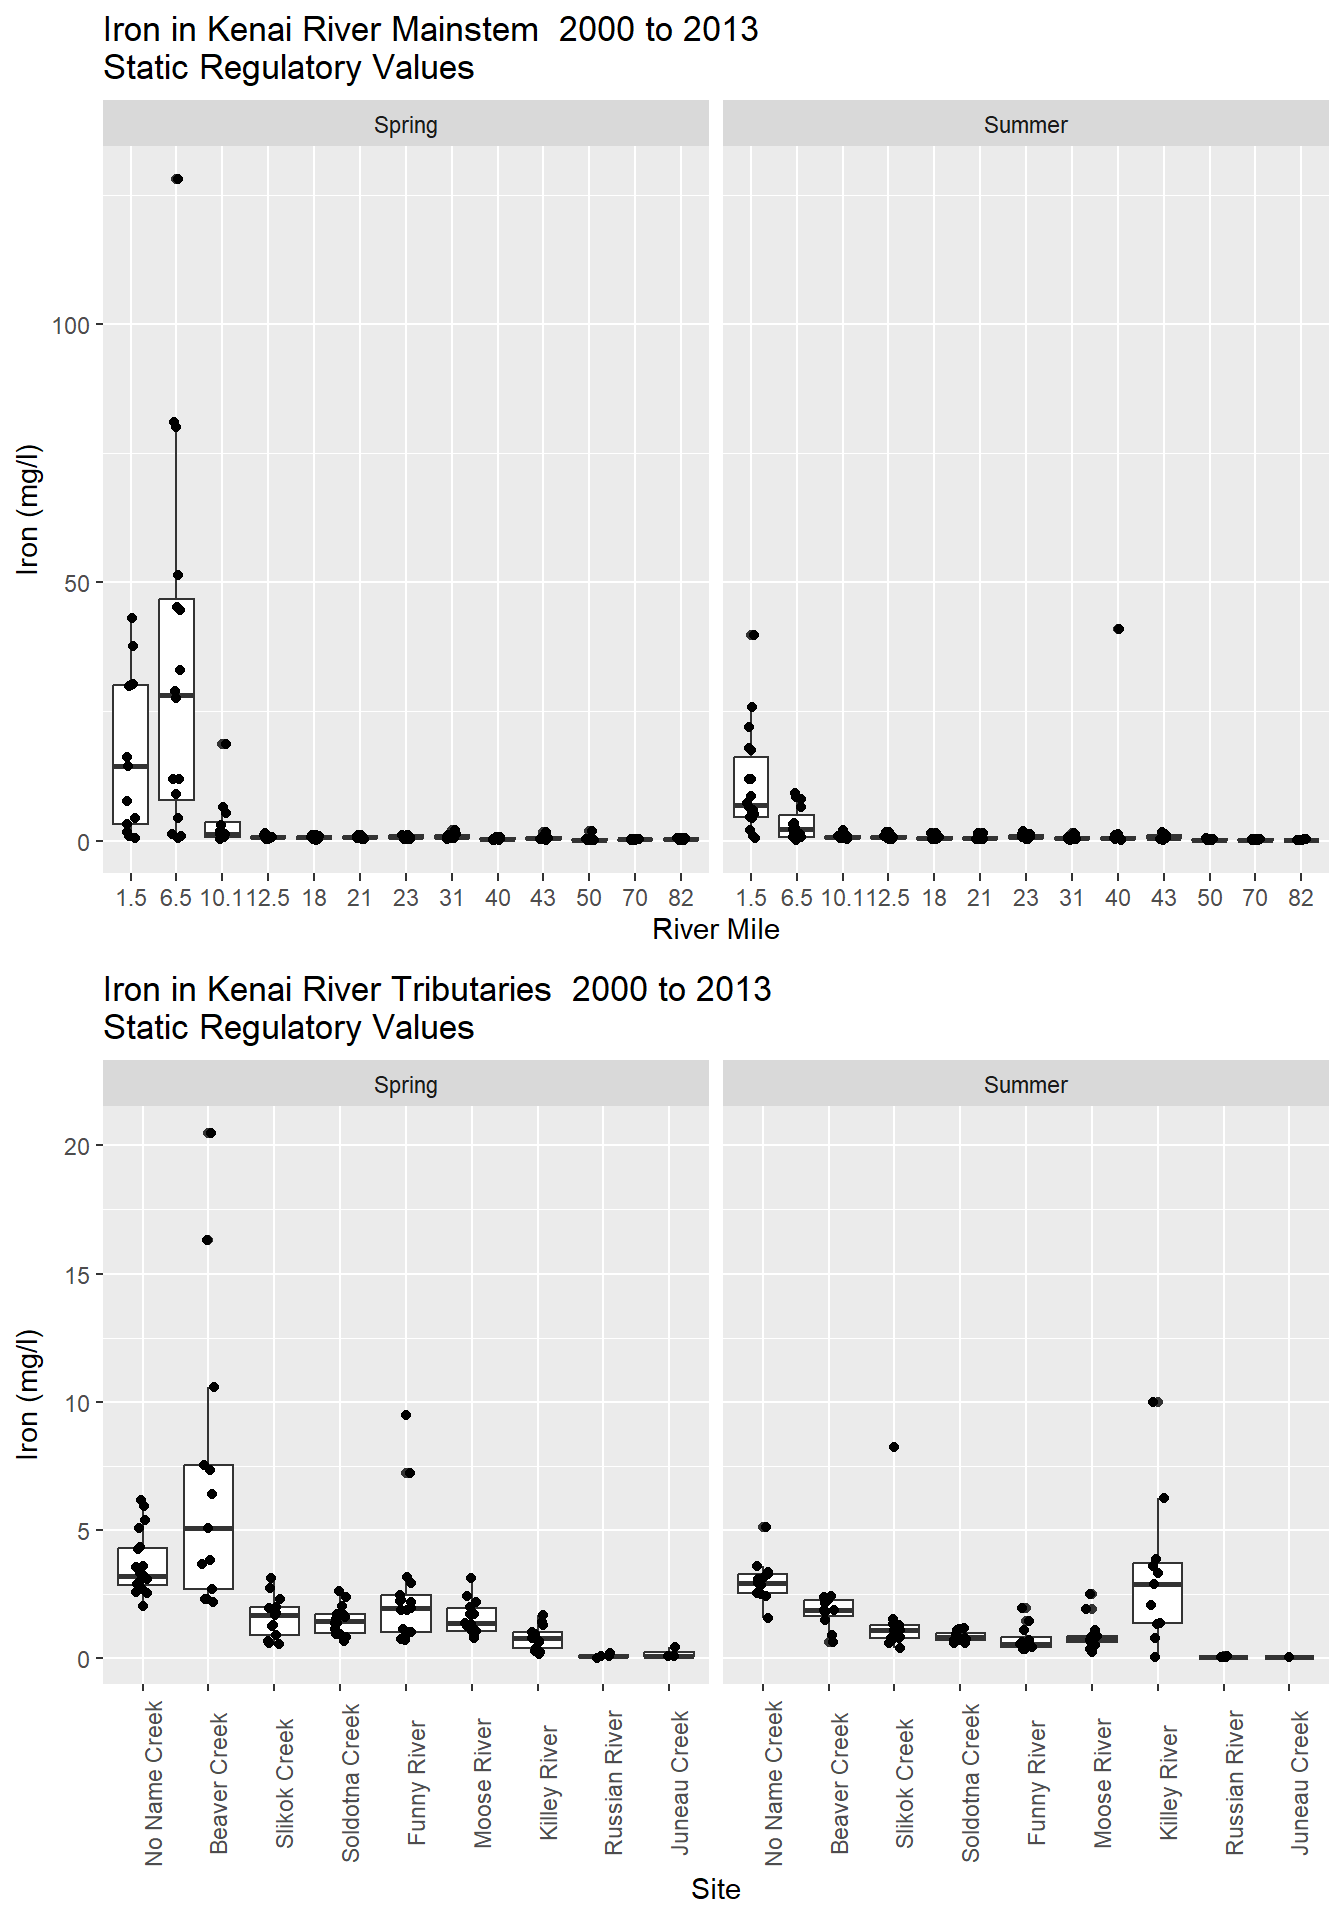 Iron in Kenai River Mainstem  2000 to 2013
Static Regulatory Values
Spring
Summer
Iron (mg/l)
100
50
0
1.5 6.5 10.1 12.5 18 21 23 31 40 43 50 70 82
1.5 6.5 10.1 12.5 18 21 23 31 40 43 50 70 82
River Mile
Iron in Kenai River Tributaries  2000 to 2013
Static Regulatory Values
Spring
Summer
Iron (mg/l)
20
15
10
5
0
No Name Creek
Beaver Creek
Slikok Creek
Soldotna Creek
Funny River
Moose River
Killey River
Russian River
Juneau Creek
No Name Creek
Beaver Creek
Slikok Creek
Soldotna Creek
Funny River
Moose River
Killey River
Russian River
Juneau Creek
Site